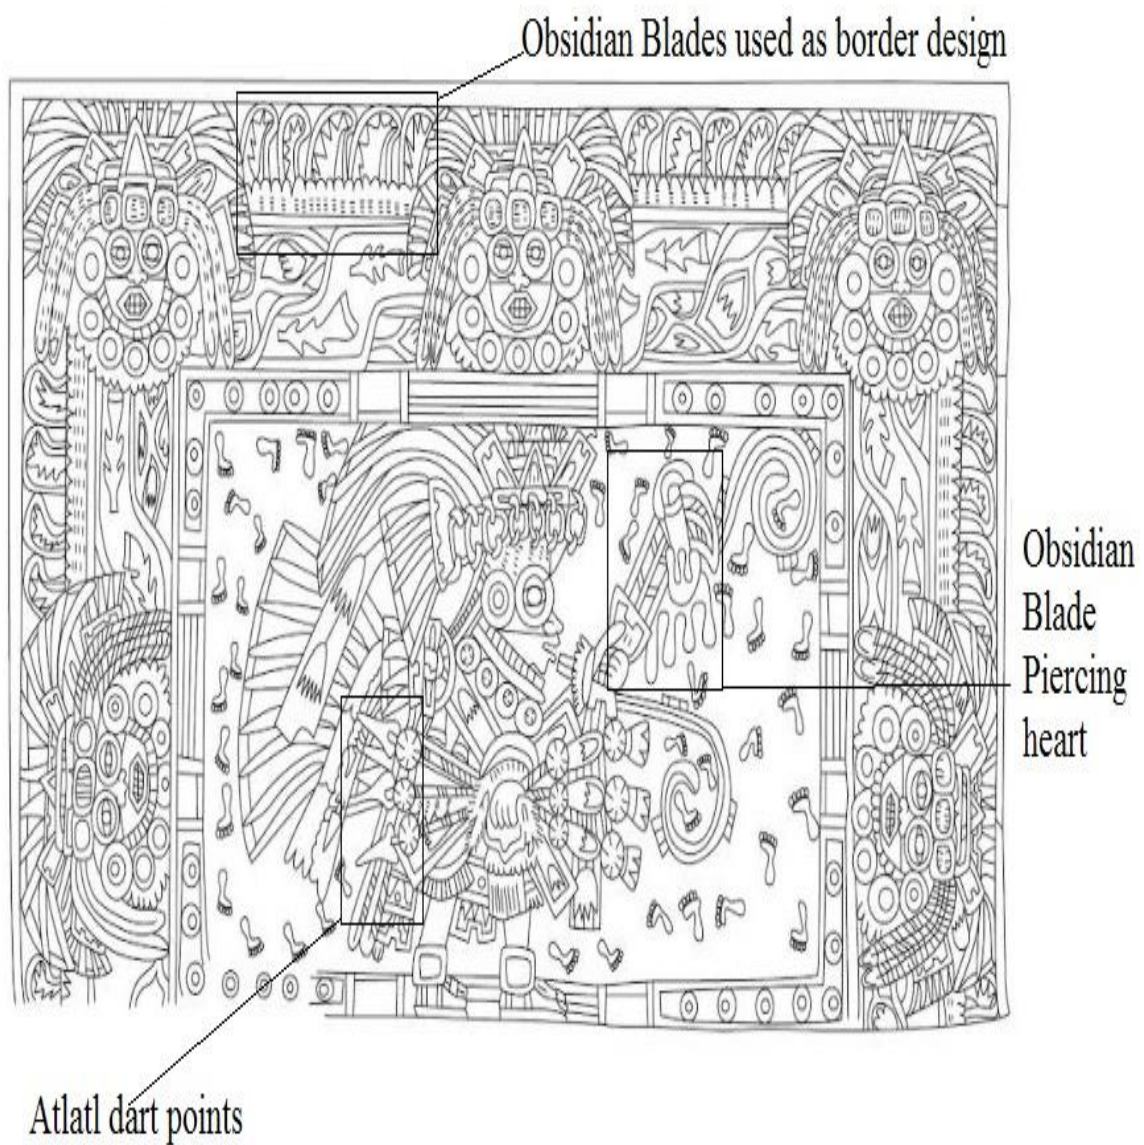 Obsidian Blades used as border design
Obsidian
Blade
Piercing
heart
Atlatl dart points